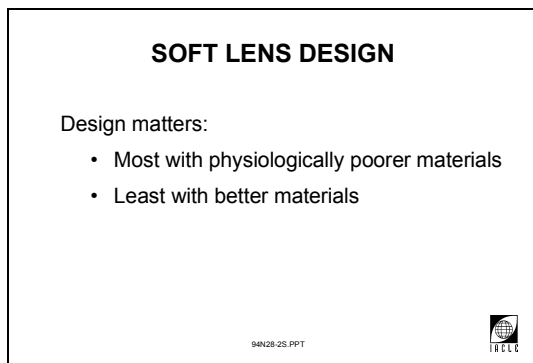 SOFT LENS DESIGN
Design matters:
• Most with physiologically poorer materials
• Least with better materials
94N28-2S.PPT
IACLE